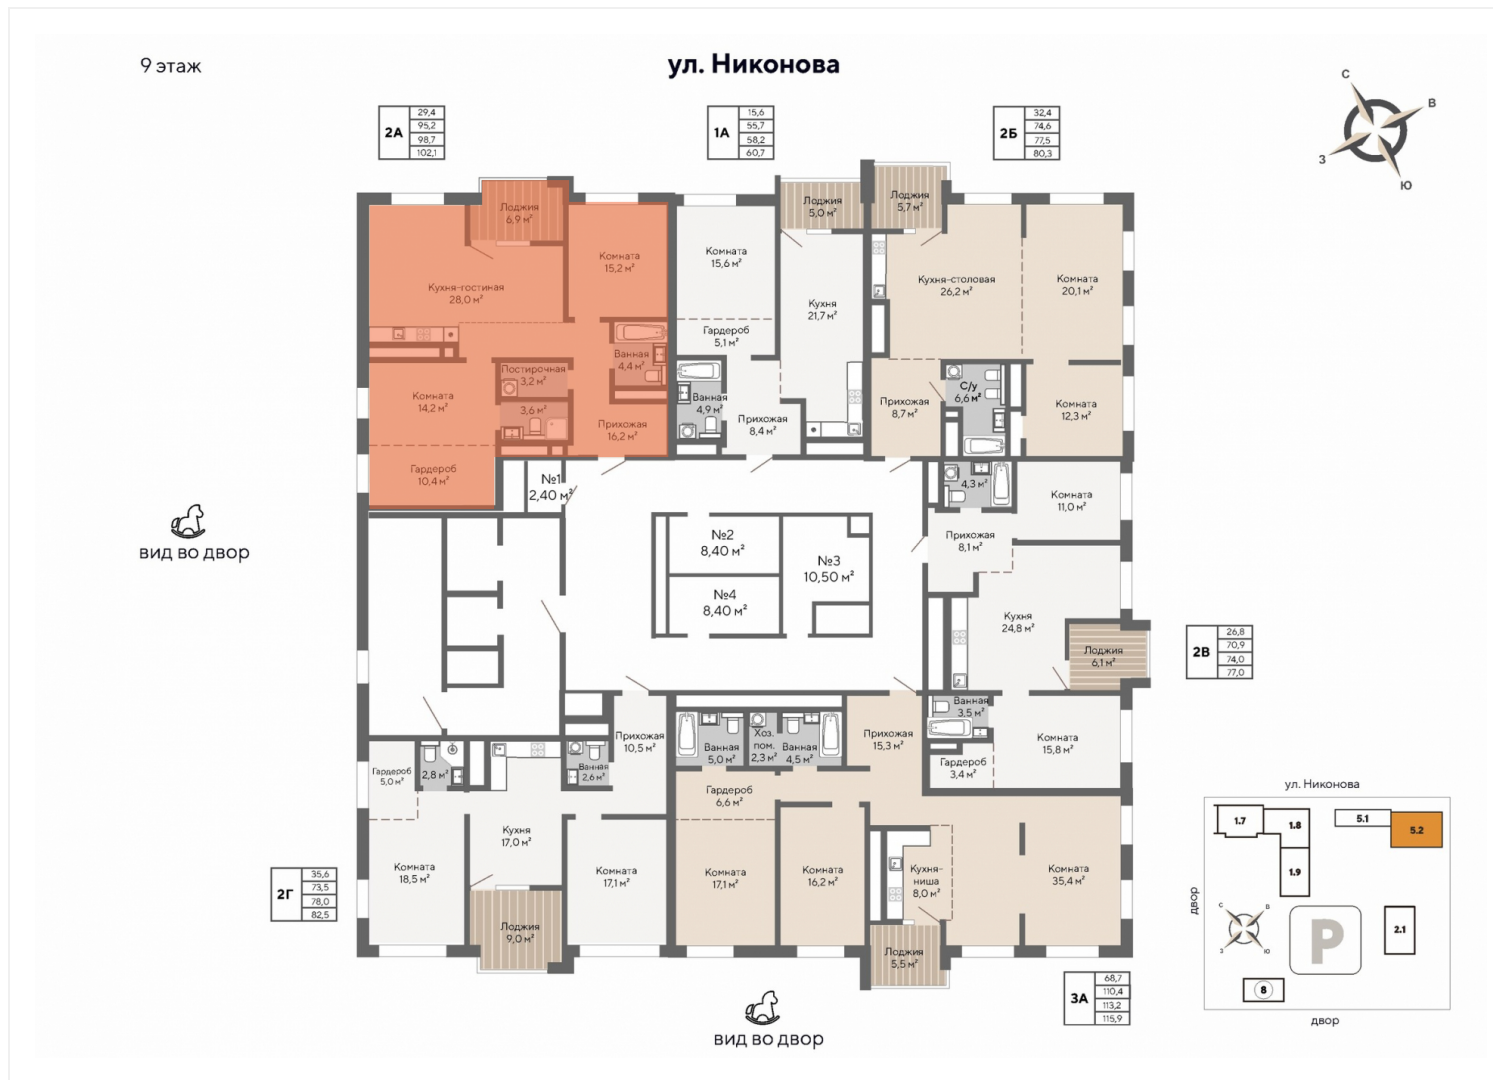 9 этаж
ул. Никонова
2А
29,4
95,2
98,7
102,1
1А
15,6
55,7
58,2
60,7
2Б
32,4
74,6
77,5
80,3
С
В
З
Ю
Лоджия
6,9 м²
Кухня-гостиная
28,0 м²
Комната
15,2 м²
Ванная
4,4 м²
Постирочная
3,2 м²
3,6 м²
Комната
14,2 м²
Прихожая
16,2 м²
Гардероб
10,4 м²
Комната
15,6 м²
Гардероб
5,1 м²
Лоджия
5,0 м²
Кухня
21,7 м²
Ванная
4,9 м²
Прихожая
8,4 м²
Лоджия
5,7 м²
Кухня-столовая
26,2 м²
Комната
20,1 м²
Прихожая
8,7 м²
С/у
6,6 м²
Комната
12,3 м²
№1
2,40 м²
№2
8,40 м²
№3
10,50 м²
№4
8,40 м²
4,3 м²
Комната
11,0 м²
Прихожая
8,1 м²
Кухня
24,8 м²
Лоджия
6,1 м²
Ванная
3,5 м²
Комната
15,8 м²
Гардероб
3,4 м²
2В
26,8
70,9
74,0
77,0
вид во двор
Гардероб
5,0 м²
2,8 м²
Ванная
2,6 м²
Прихожая
10,5 м²
Кухня
17,0 м²
Комната
18,5 м²
Комната
17,1 м²
Лоджия
9,0 м²
2Г
35,6
73,5
78,0
82,5
Ванная
5,0 м²
Хоз.
пом.
2,3 м²
Ванная
4,5 м²
Прихожая
15,3 м²
Гардероб
6,6 м²
Комната
17,1 м²
Комната
16,2 м²
Кухня-
ниша
8,0 м²
Комната
35,4 м²
Лоджия
5,5 м²
3А
68,7
110,4
113,2
115,9
вид во двор
ул. Никонова
1.7
1.8
1.9
5.1
5.2
2.1
8
P
С
В
З
Ю
двор
двор